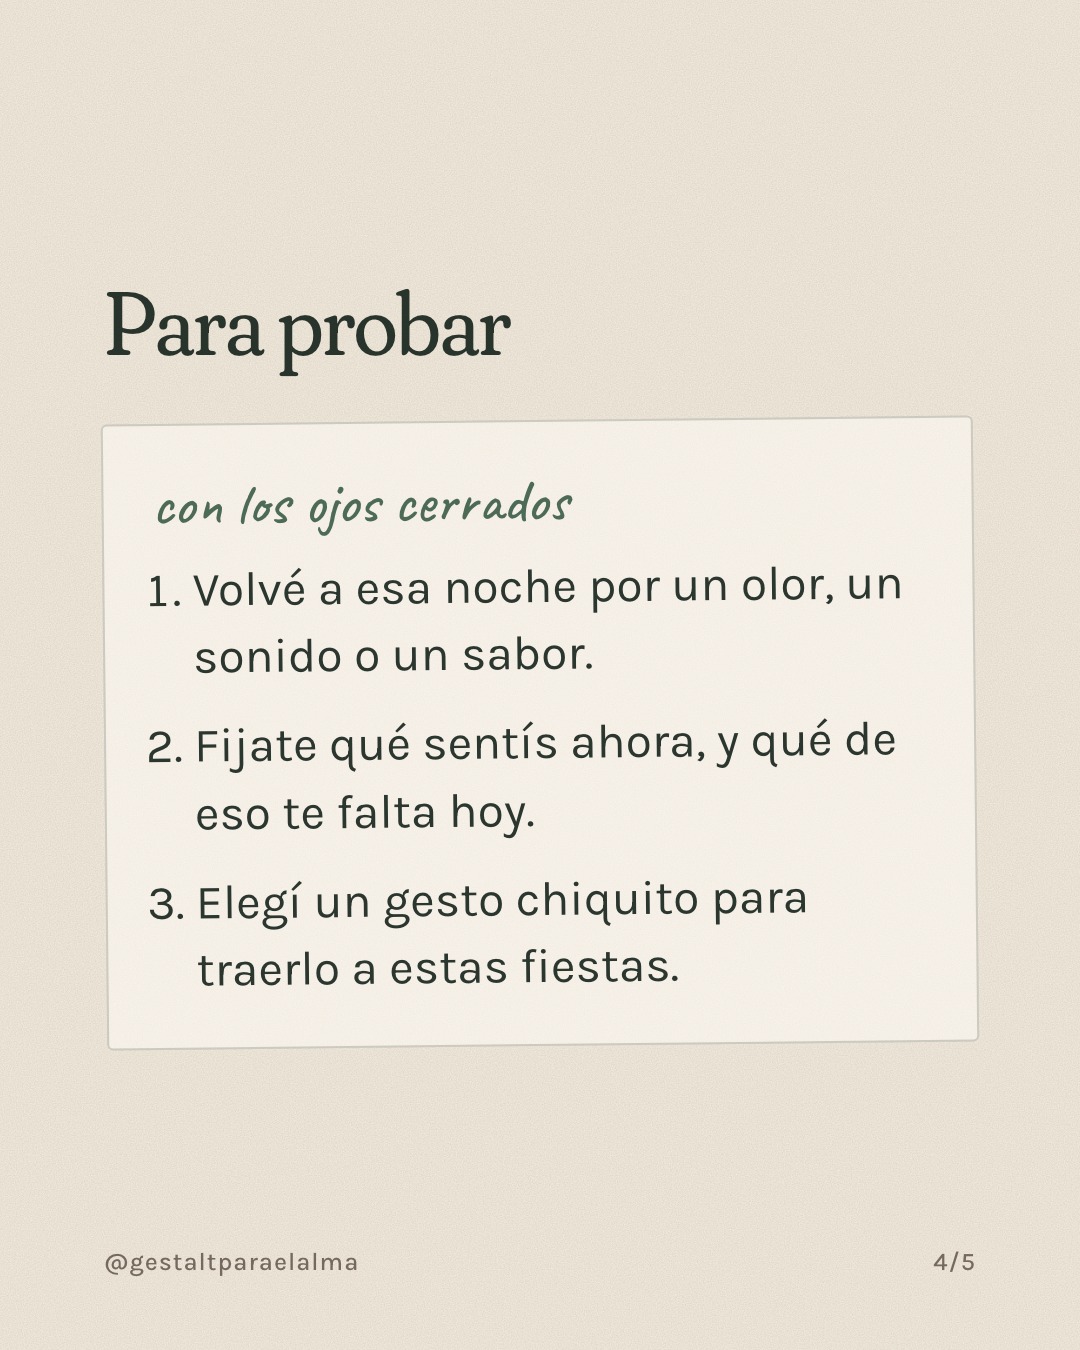 Para probar
con los ojos cerrados
1. Volvé a esa noche por un olor, un
sonido o un sabor.
2. Fijate qué sentís ahora, y qué de
eso te falta hoy.
3. Elegí un gesto chiquito para
traerlo a estas fiestas.
@gestaltparaelalma
4/5